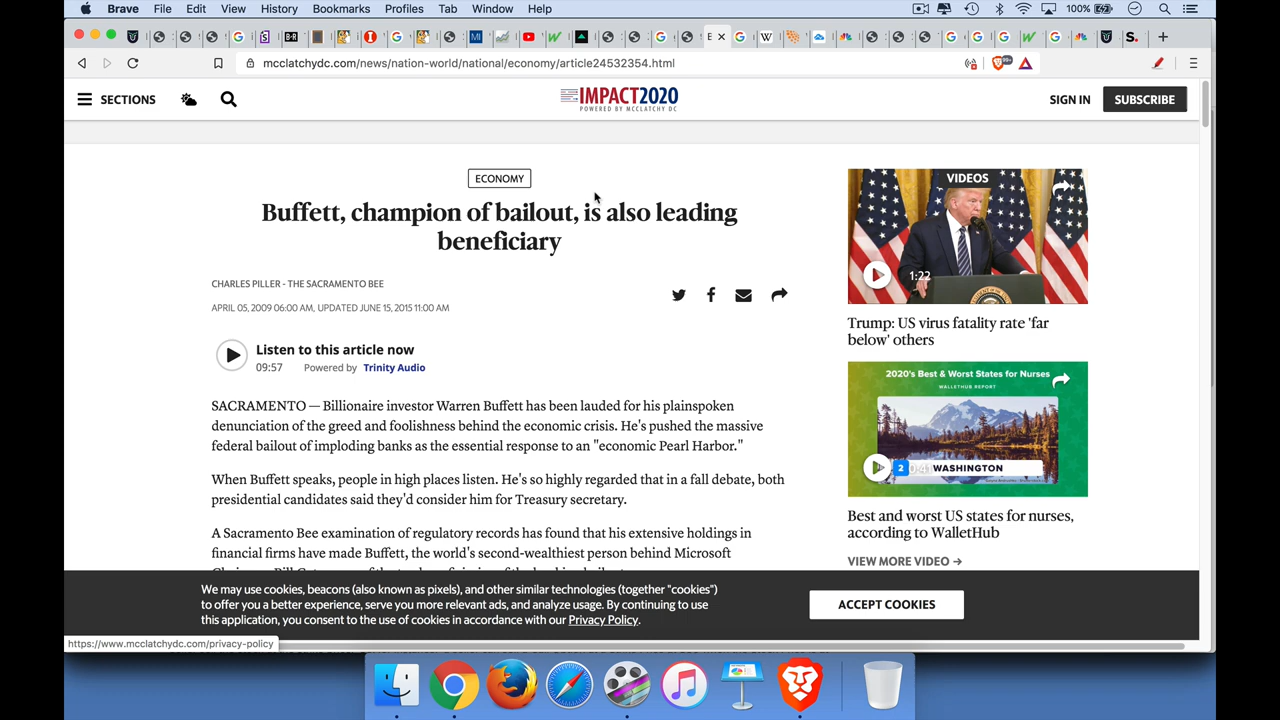 Brave File Edit View History Bookmarks Profiles Tab Window Help 100%
mcclatchydc.com/news/nation-world/national/economy/article24532354.html
SECTIONS
IMPACT2020
POWERED BY MCCLATCHY DC
SIGN IN
SUBSCRIBE
ECONOMY
Buffett, champion of bailout, is also leading
beneficiary
CHARLES PILLER - THE SACRAMENTO BEE
APRIL 05, 2009 06:00 AM, UPDATED JUNE 15, 2015 11:00 AM
Listen to this article now
09:57 Powered by Trinity Audio
SACRAMENTO — Billionaire investor Warren Buffett has been lauded for his plainspoken
denunciation of the greed and foolishness behind the economic crisis. He's pushed the massive
federal bailout of imploding banks as the essential response to an "economic Pearl Harbor."
When Buffett speaks, people in high places listen. He's so highly regarded that in a fall debate, both
presidential candidates said they'd consider him for Treasury secretary.
A Sacramento Bee examination of regulatory records has found that his extensive holdings in
financial firms have made Buffett, the world's second-wealthiest person behind Microsoft
VIDEOS
1:22
Trump: US virus fatality rate 'far
below' others
2020's Best & Worst States for Nurses
WALLETHUB REPORT
2 0:41 WASHINGTON
Best and worst US states for nurses,
according to WalletHub
VIEW MORE VIDEO →
We may use cookies, beacons (also known as pixels), and other similar technologies (together "cookies")
to offer you a better experience, serve you more relevant ads, and analyze usage. By continuing to use
this application, you consent to the use of cookies in accordance with our Privacy Policy.
ACCEPT COOKIES
https://www.mcclatchydc.com/privacy-policy